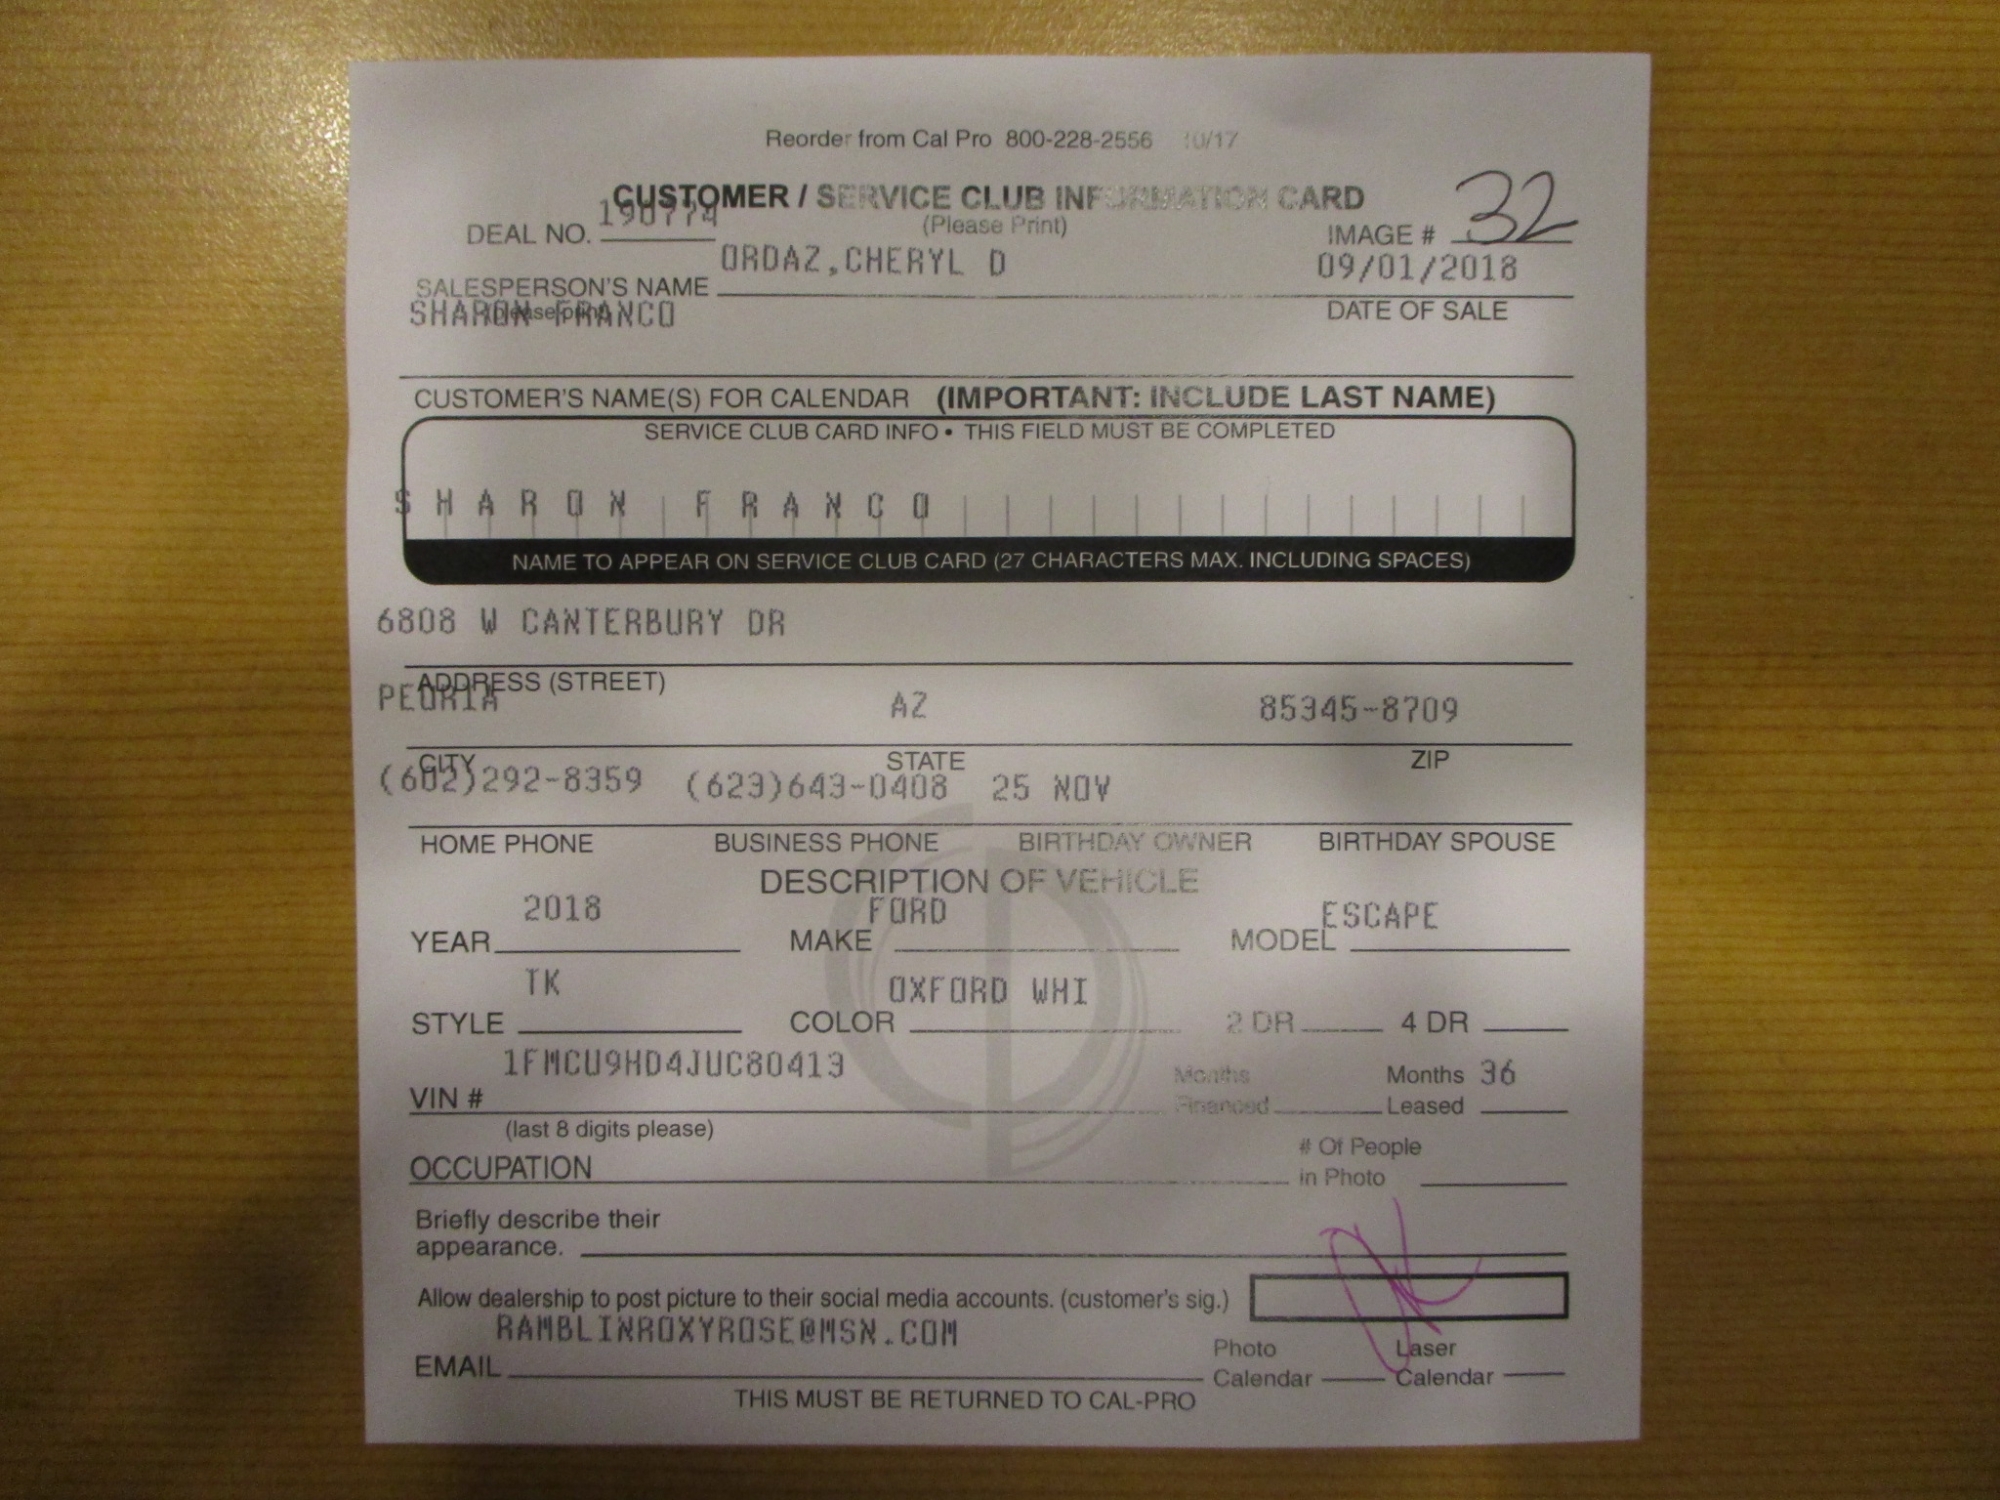 Reorder from Cal Pro 800-228-2556 10/17
CUSTOMER / SERVICE CLUB INFORMATION CARD
(Please Print)
DEAL NO. 190774
IMAGE # 32
ORDAZ,CHERYL D
09/01/2018
SALESPERSON'S NAME
(please print)
DATE OF SALE
SHARON FRANCO
CUSTOMER'S NAME(S) FOR CALENDAR (IMPORTANT: INCLUDE LAST NAME)
SERVICE CLUB CARD INFO • THIS FIELD MUST BE COMPLETED
SHARON FRANCO
NAME TO APPEAR ON SERVICE CLUB CARD (27 CHARACTERS MAX. INCLUDING SPACES)
6808 W CANTERBURY DR
ADDRESS (STREET)
PEORIA AZ 85345-8709
CITY STATE ZIP
(602)292-8359 (623)643-0408 25 NOV
HOME PHONE BUSINESS PHONE BIRTHDAY OWNER BIRTHDAY SPOUSE
DESCRIPTION OF VEHICLE
2018 FORD ESCAPE
YEAR MAKE MODEL
TK OXFORD WHI
STYLE COLOR 2 DR 4 DR
1FMCU9HD4JUC80413
VIN #
(last 8 digits please)
Months Financed
Months Leased 36
OCCUPATION
# Of People
in Photo
Briefly describe their
appearance.
Allow dealership to post picture to their social media accounts. (customer's sig.)
RAMBLINROXYROSE@MSN.COM
EMAIL
Photo Calendar
Laser Calendar
THIS MUST BE RETURNED TO CAL-PRO